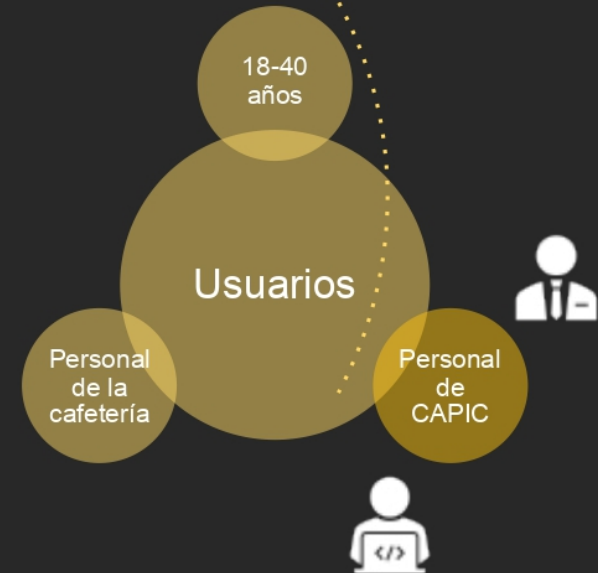 18-40
años
Usuarios
Personal
de la
cafetería
Personal
de
CAPIC
</>